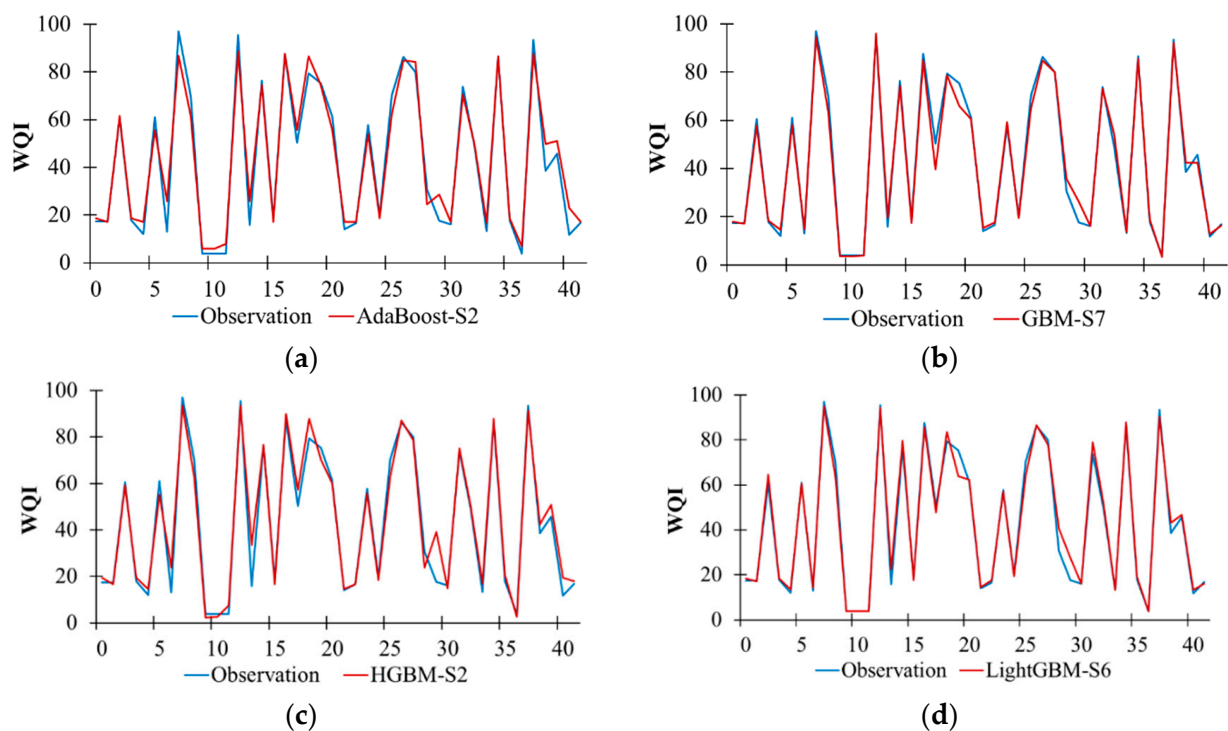 100
80
60
40
20
0
WQI
0 5 10 15 20 25 30 35 40
Observation AdaBoost-S2
(a)
100
80
60
40
20
0
WQI
0 5 10 15 20 25 30 35 40
Observation GBM-S7
(b)
100
80
60
40
20
0
WQI
0 5 10 15 20 25 30 35 40
Observation HGBM-S2
(c)
100
80
60
40
20
0
WQI
0 5 10 15 20 25 30 35 40
Observation LightGBM-S6
(d)